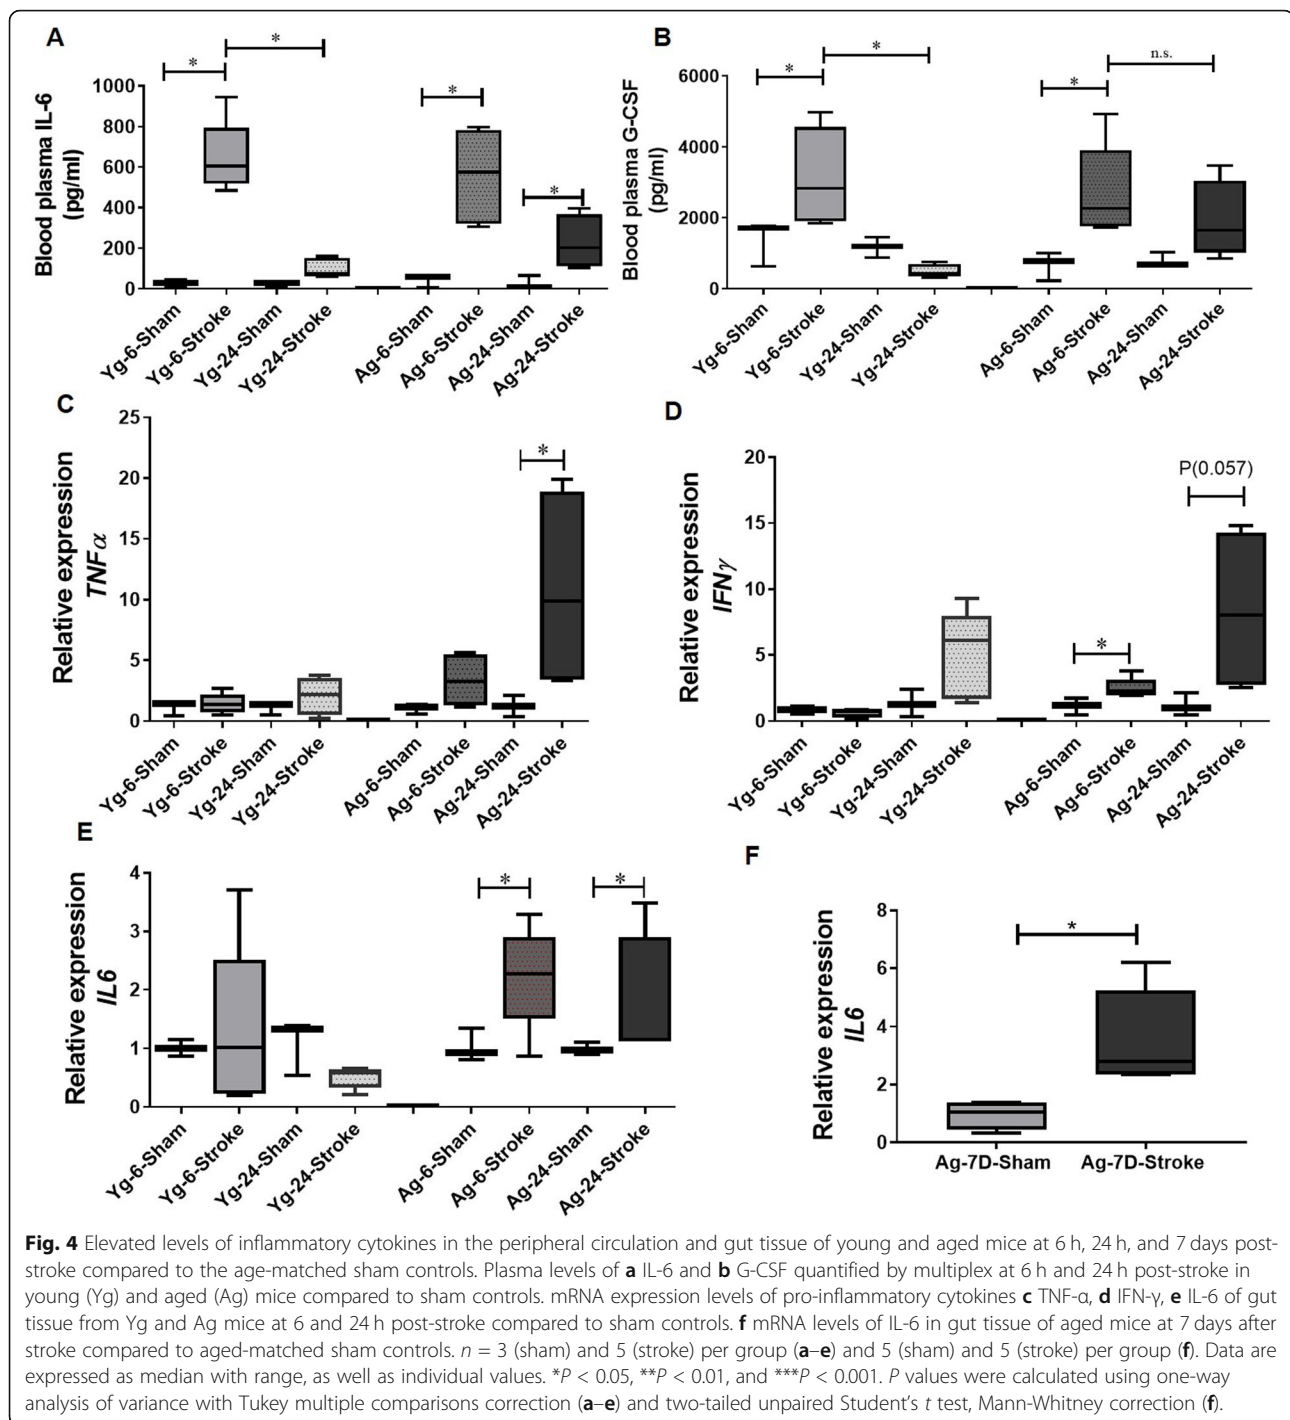 A
*
*
*
*
Blood plasma IL-6
(pg/ml)
1000
800
600
400
200
0
Yg-6-Sham
Yg-6-Stroke
Yg-24-Sham
Yg-24-Stroke
Ag-6-Sham
Ag-6-Stroke
Ag-24-Sham
Ag-24-Stroke
B
*
*
*
n.s.
Blood plasma G-CSF
(pg/ml)
6000
4000
2000
0
Yg-6-Sham
Yg-6-Stroke
Yg-24-Sham
Yg-24-Stroke
Ag-6-Sham
Ag-6-Stroke
Ag-24-Sham
Ag-24-Stroke
C
*
Relative expression
TNFα
25
20
15
10
5
0
Yg-6-Sham
Yg-6-Stroke
Yg-24-Sham
Yg-24-Stroke
Ag-6-Sham
Ag-6-Stroke
Ag-24-Sham
Ag-24-Stroke
D
P(0.057)
*
Relative expression
IFNγ
20
15
10
5
0
Yg-6-Sham
Yg-6-Stroke
Yg-24-Sham
Yg-24-Stroke
Ag-6-Sham
Ag-6-Stroke
Ag-24-Sham
Ag-24-Stroke
E
*
*
Relative expression
IL6
4
3
2
1
0
Yg-6-Sham
Yg-6-Stroke
Yg-24-Sham
Yg-24-Stroke
Ag-6-Sham
Ag-6-Stroke
Ag-24-Sham
Ag-24-Stroke
F
*
Relative expression
IL6
8
6
4
2
0
Ag-7D-Sham
Ag-7D-Stroke
Fig. 4 Elevated levels of inflammatory cytokines in the peripheral circulation and gut tissue of young and aged mice at 6 h, 24 h, and 7 days post-
stroke compared to the age-matched sham controls. Plasma levels of a IL-6 and b G-CSF quantified by multiplex at 6 h and 24 h post-stroke in
young (Yg) and aged (Ag) mice compared to sham controls. mRNA expression levels of pro-inflammatory cytokines c TNF-α, d IFN-γ, e IL-6 of gut
tissue from Yg and Ag mice at 6 and 24 h post-stroke compared to sham controls. f mRNA levels of IL-6 in gut tissue of aged mice at 7 days after
stroke compared to aged-matched sham controls. n = 3 (sham) and 5 (stroke) per group (a–e) and 5 (sham) and 5 (stroke) per group (f). Data are
expressed as median with range, as well as individual values. *P < 0.05, **P < 0.01, and ***P < 0.001. P values were calculated using one-way
analysis of variance with Tukey multiple comparisons correction (a–e) and two-tailed unpaired Student's t test, Mann-Whitney correction (f).